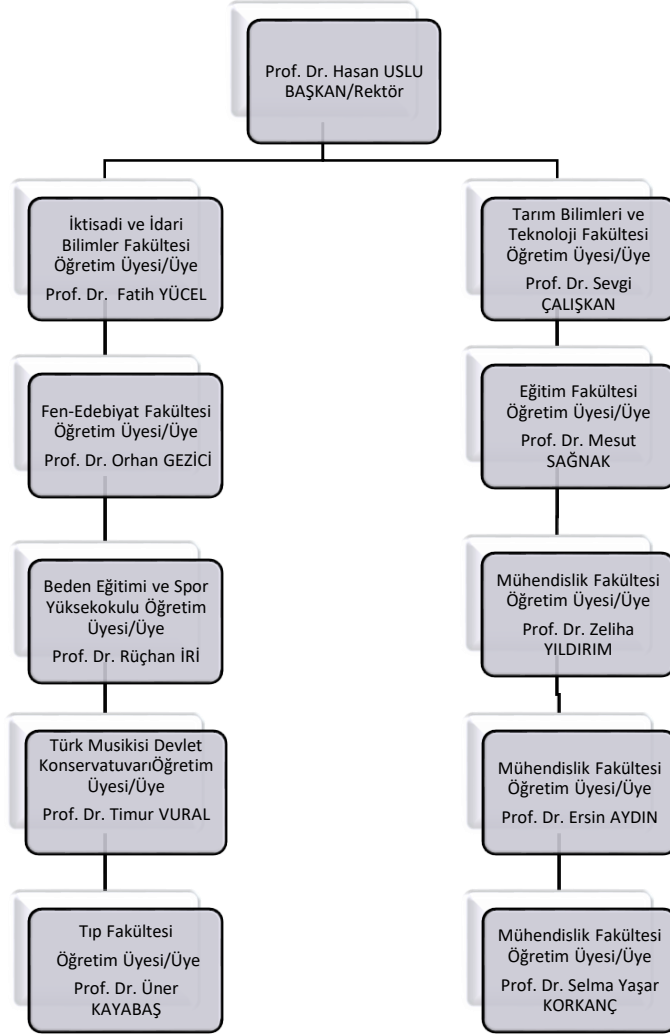 Prof. Dr. Hasan USLU
BAŞKAN/Rektör
İktisadi ve İdari
Bilimler Fakültesi
Öğretim Üyesi/Üye
Prof. Dr. Fatih YÜCEL
Fen-Edebiyat Fakültesi
Öğretim Üyesi/Üye
Prof. Dr. Orhan GEZİCİ
Beden Eğitimi ve Spor
Yüksekokulu Öğretim
Üyesi/Üye
Prof. Dr. Rüçhan İRİ
Türk Musikisi Devlet
KonservatuvarıÖğretim
Üyesi/Üye
Prof. Dr. Timur VURAL
Tıp Fakültesi
Öğretim Üyesi/Üye
Prof. Dr. Üner
KAYABAŞ
Tarım Bilimleri ve
Teknoloji Fakültesi
Öğretim Üyesi/Üye
Prof. Dr. Sevgi
ÇALIŞKAN
Eğitim Fakültesi
Öğretim Üyesi/Üye
Prof. Dr. Mesut
SAĞNAK
Mühendislik Fakültesi
Öğretim Üyesi/Üye
Prof. Dr. Zeliha
YILDIRIM
Mühendislik Fakültesi
Öğretim Üyesi/Üye
Prof. Dr. Ersin AYDIN
Mühendislik Fakültesi
Öğretim Üyesi/Üye
Prof. Dr. Selma Yaşar
KORKANÇ